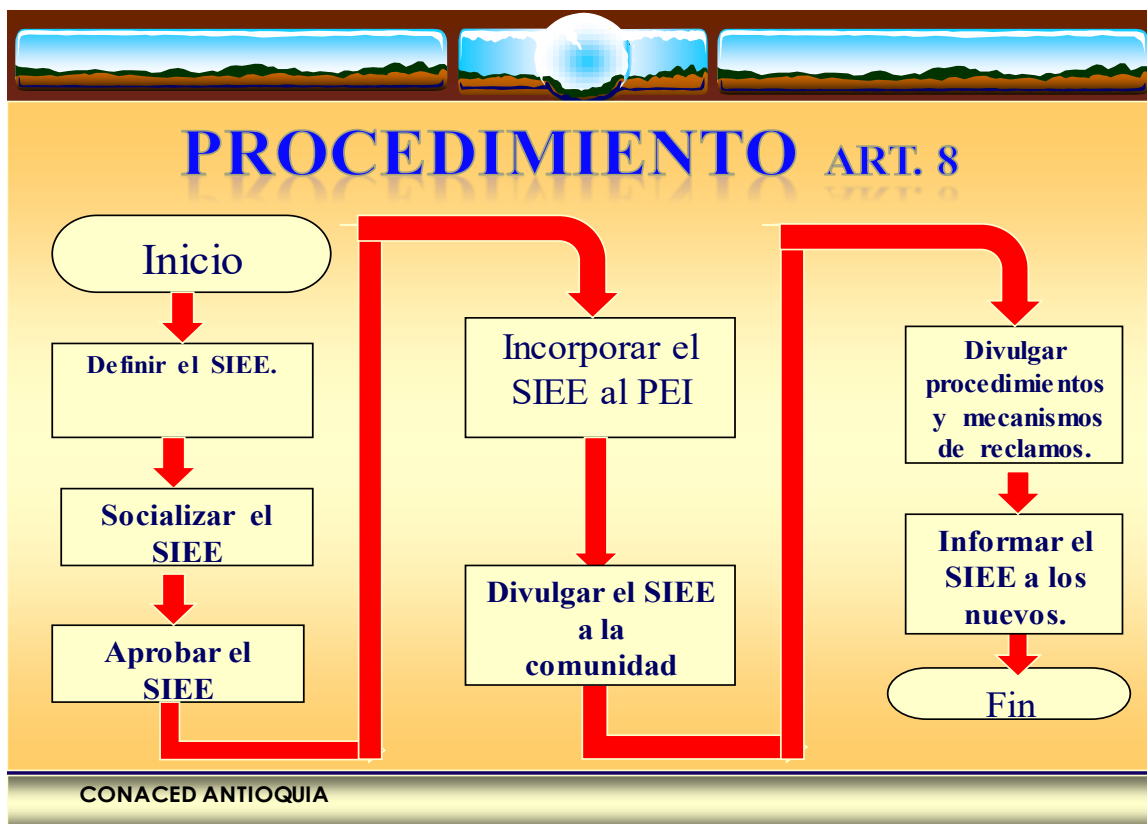 PROCEDIMIENTO ART. 8
Inicio
Definir el SIEE.
Socializar el
SIEE
Aprobar el
SIEE
Incorporar el
SIEE al PEI
Divulgar el SIEE
a la
comunidad
Divulgar
procedimientos
y mecanismos
de reclamos.
Informar el
SIEE a los
nuevos.
Fin
CONACED ANTIOQUIA